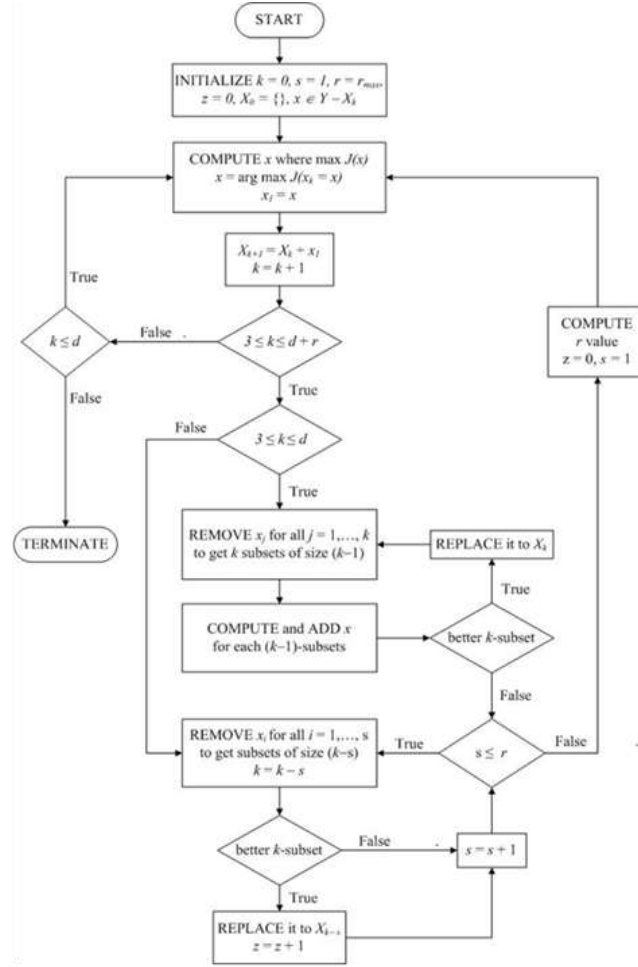 START
INITIALIZE k = 0, s = 1, r = rmax,
z = 0, X0 = {}, x ∈ Y – Xk
COMPUTE x where max J(x)
x = arg max J(xk = x)
x1 = x
Xk+1 = Xk + x1
k = k + 1
True
k ≤ d
False
3 ≤ k ≤ d + r
COMPUTE
r value
z = 0, s = 1
False
True
False
3 ≤ k ≤ d
True
TERMINATE
REMOVE xj for all j = 1,…, k
to get k subsets of size (k–1)
REPLACE it to Xk
True
COMPUTE and ADD x
for each (k–1)-subsets
better k-subset
False
REMOVE xi for all i = 1,…, s
to get subsets of size (k–s)
k = k – s
True
s ≤ r
False
better k-subset
False
s = s + 1
True
REPLACE it to Xk–s
z = z + 1